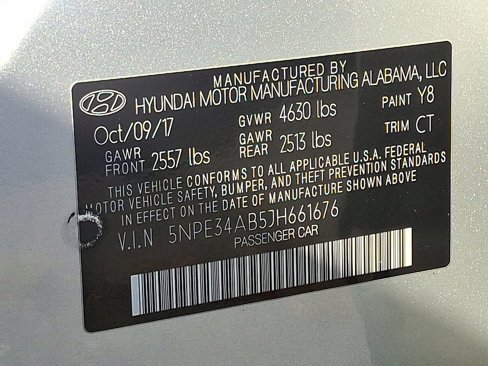 MANUFACTURED BY
HYUNDAI MOTOR MANUFACTURING ALABAMA, LLC
Oct/09/17 GVWR 4630 lbs PAINT Y8
GAWR FRONT 2557 lbs GAWR REAR 2513 lbs TRIM CT
THIS VEHICLE CONFORMS TO ALL APPLICABLE U.S.A. FEDERAL
MOTOR VEHICLE SAFETY, BUMPER, AND THEFT PREVENTION STANDARDS
IN EFFECT ON THE DATE OF MANUFACTURE SHOWN ABOVE
V.I.N 5NPE34AB5JH661676
PASSENGER CAR